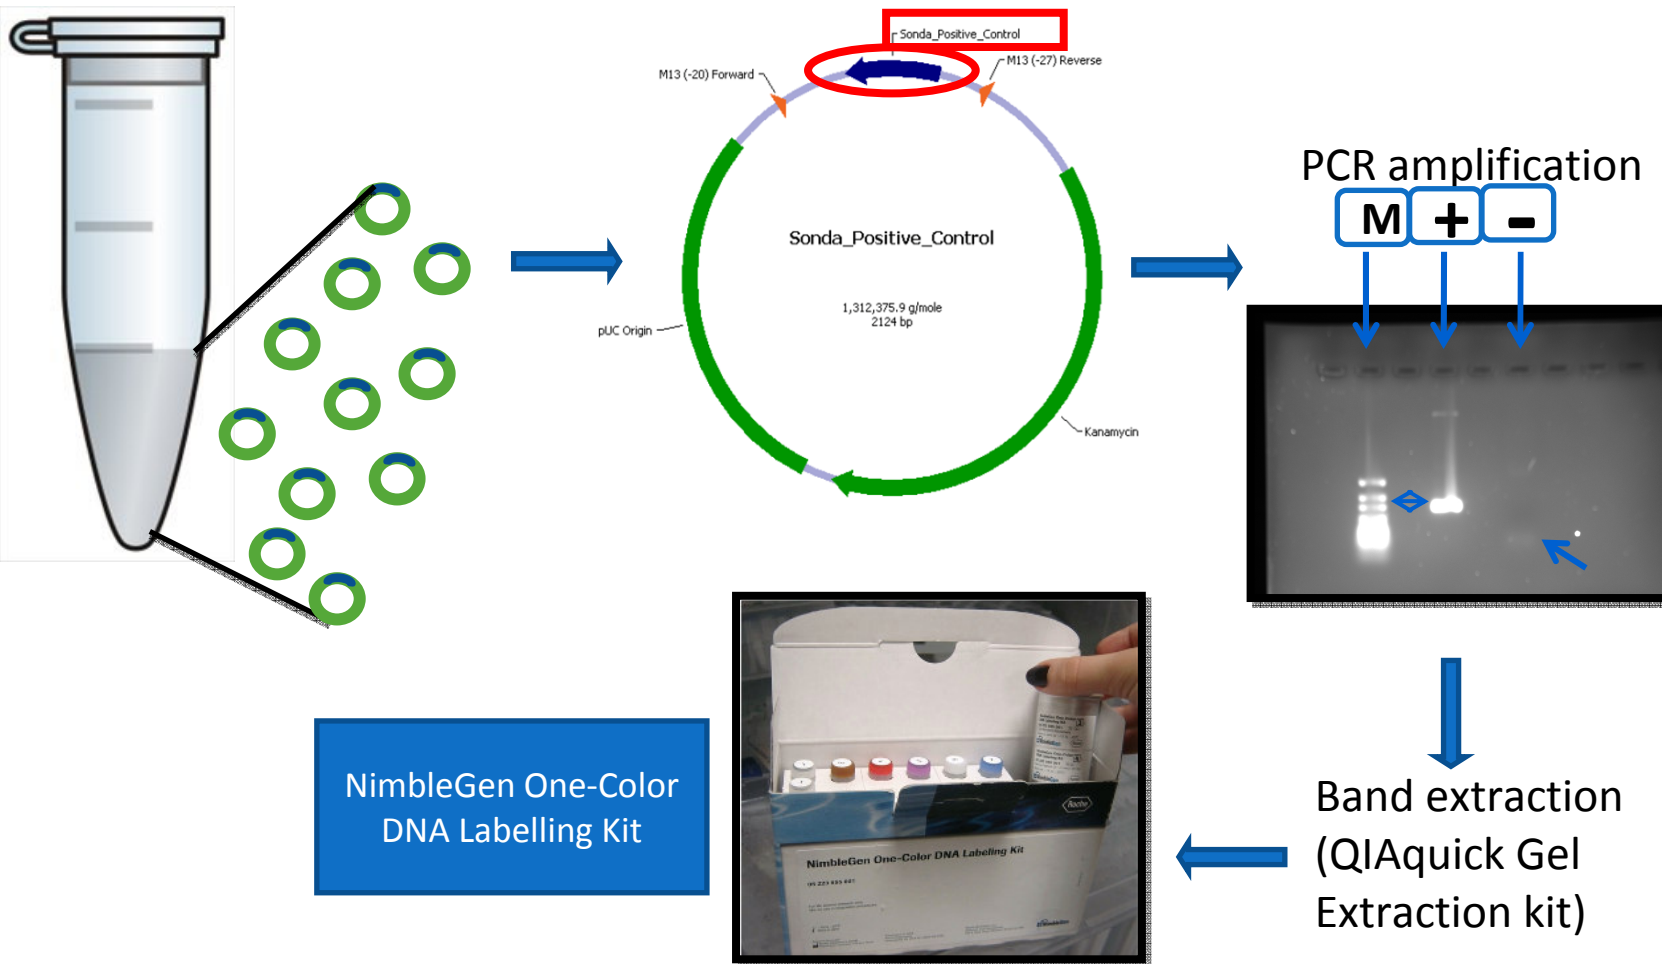 Sonda_Positive_Control
M13 (-20) Forward
M13 (-27) Reverse
Sonda_Positive_Control
1,312,375.9 g/mole
2124 bp
pUC Origin
Kanamycin
PCR amplification
M + -
Band extraction
(QIAquick Gel
Extraction kit)
NimbleGen One-Color
DNA Labelling Kit
Roche
NimbleGen One-Color DNA Labeling Kit